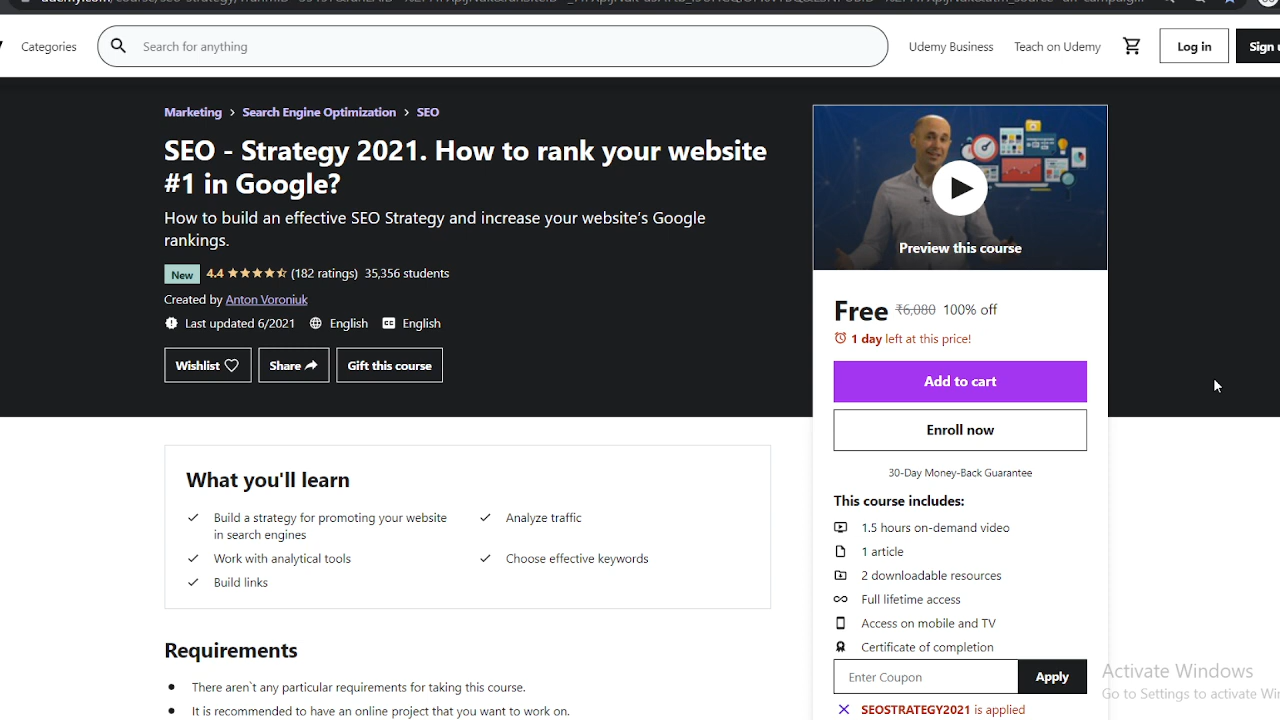 Categories
Search for anything
Udemy Business
Teach on Udemy
Log in
Sign
Marketing > Search Engine Optimization > SEO
SEO - Strategy 2021. How to rank your website
#1 in Google?
How to build an effective SEO Strategy and increase your website's Google
rankings.
New 4.4 (182 ratings) 35,356 students
Created by Anton Voroniuk
Last updated 6/2021 English English
Wishlist
Share
Gift this course
Preview this course
Free ₹6,080 100% off
1 day left at this price!
Add to cart
Enroll now
30-Day Money-Back Guarantee
This course includes:
1.5 hours on-demand video
1 article
2 downloadable resources
Full lifetime access
Access on mobile and TV
Certificate of completion
Enter Coupon
Apply
SEOSTRATEGY2021 is applied
What you'll learn
Build a strategy for promoting your website
in search engines
Analyze traffic
Work with analytical tools
Choose effective keywords
Build links
Requirements
There aren`t any particular requirements for taking this course.
It is recommended to have an online project that you want to work on.
Activate Windows
Go to Settings to activate